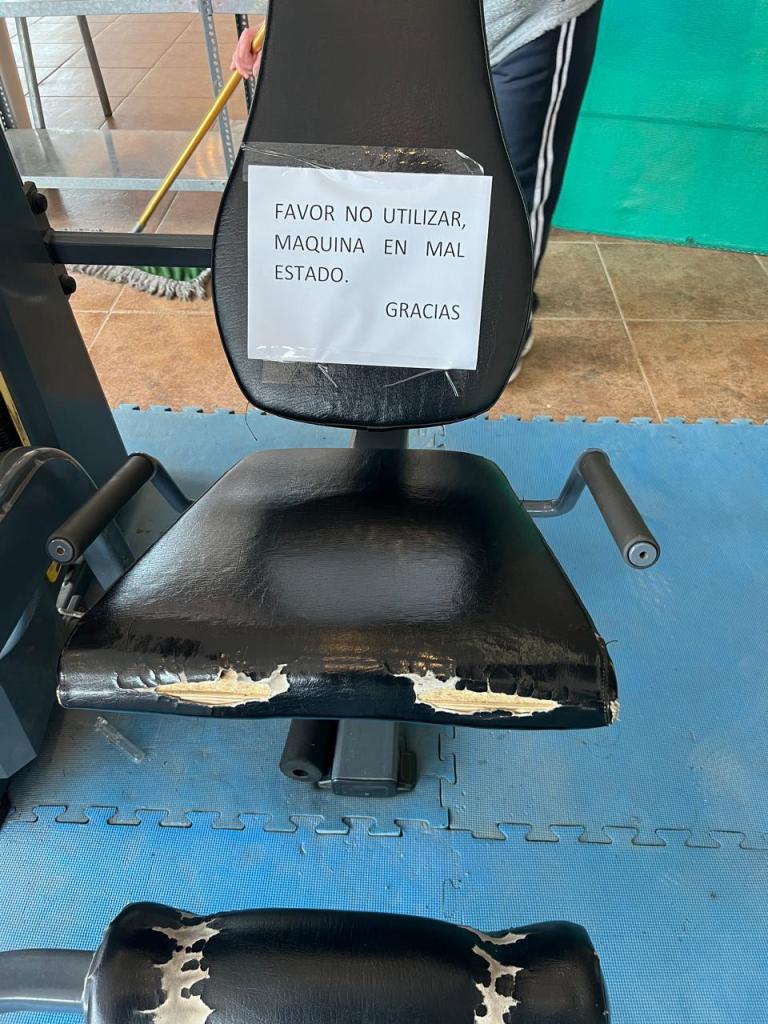 FAVOR NO UTILIZAR,
MAQUINA EN MAL
ESTADO.
GRACIAS